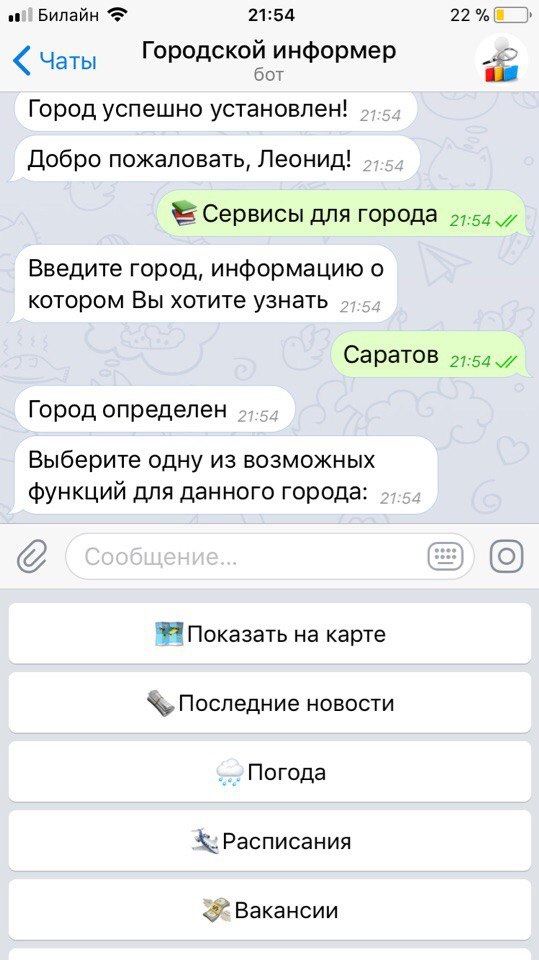 Билайн 21:54 22 %
Чаты
Городской информер
бот
Город успешно установлен! 21:54
Добро пожаловать, Леонид! 21:54
📚Сервисы для города 21:54
Введите город, информацию о
котором Вы хотите узнать 21:54
Саратов 21:54
Город определен 21:54
Выберите одну из возможных
функций для данного города: 21:54
Сообщение...
🗺Показать на карте
🗞Последние новости
🌧Погода
🛩Расписания
💸Вакансии